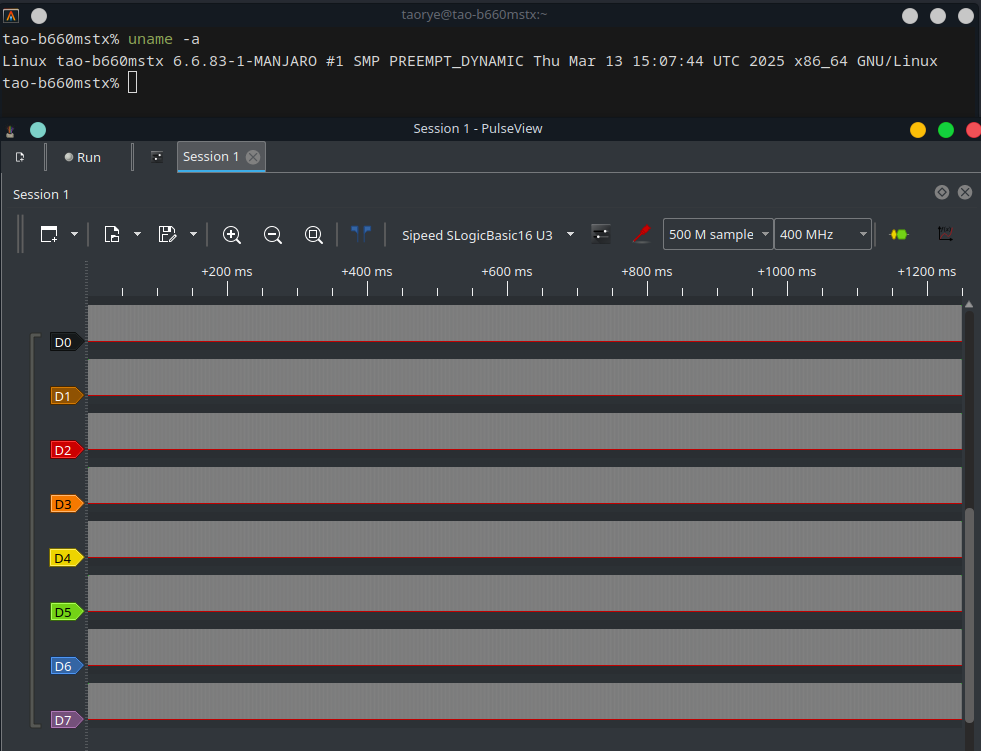 taorye@tao-b660mstx:~
tao-b660mstx% uname -a
Linux tao-b660mstx 6.6.83-1-MANJARO #1 SMP PREEMPT_DYNAMIC Thu Mar 13 15:07:44 UTC 2025 x86_64 GNU/Linux
tao-b660mstx%
Session 1 - PulseView
Run Session 1
Session 1
Sipeed SLogicBasic16 U3 500 M sample 400 MHz
+200 ms +400 ms +600 ms +800 ms +1000 ms +1200 ms
D0
D1
D2
D3
D4
D5
D6
D7